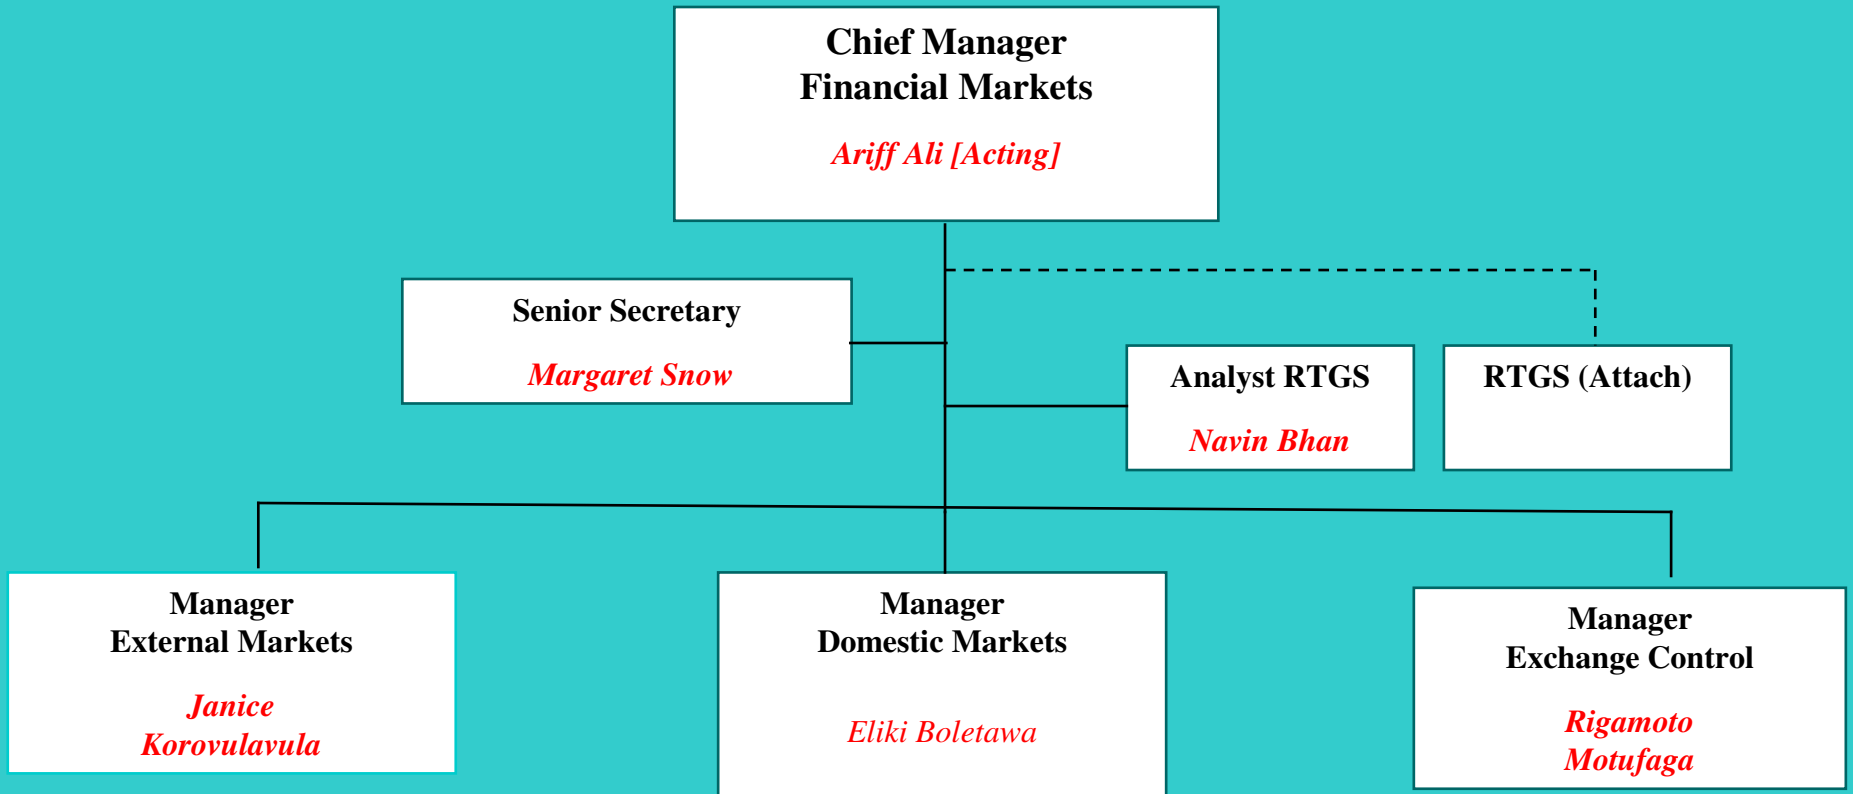 Chief Manager
Financial Markets
Ariff Ali [Acting]
Senior Secretary
Margaret Snow
Analyst RTGS
Navin Bhan
RTGS (Attach)
Manager
External Markets
Janice
Korovulavula
Manager
Domestic Markets
Eliki Boletawa
Manager
Exchange Control
Rigamoto
Motufaga